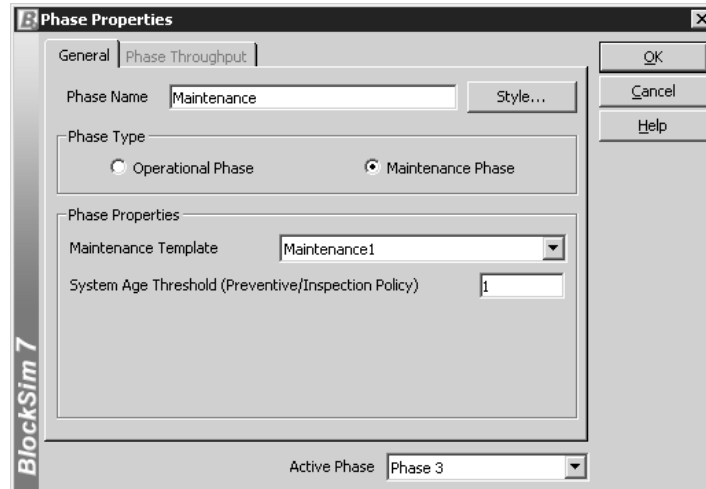 Phase Properties
General
Phase Throughput
OK
Cancel
Help
Phase Name Maintenance Style...
Phase Type
Operational Phase Maintenance Phase
Phase Properties
Maintenance Template Maintenance1
System Age Threshold (Preventive/Inspection Policy) 1
BlockSim 7
Active Phase Phase 3